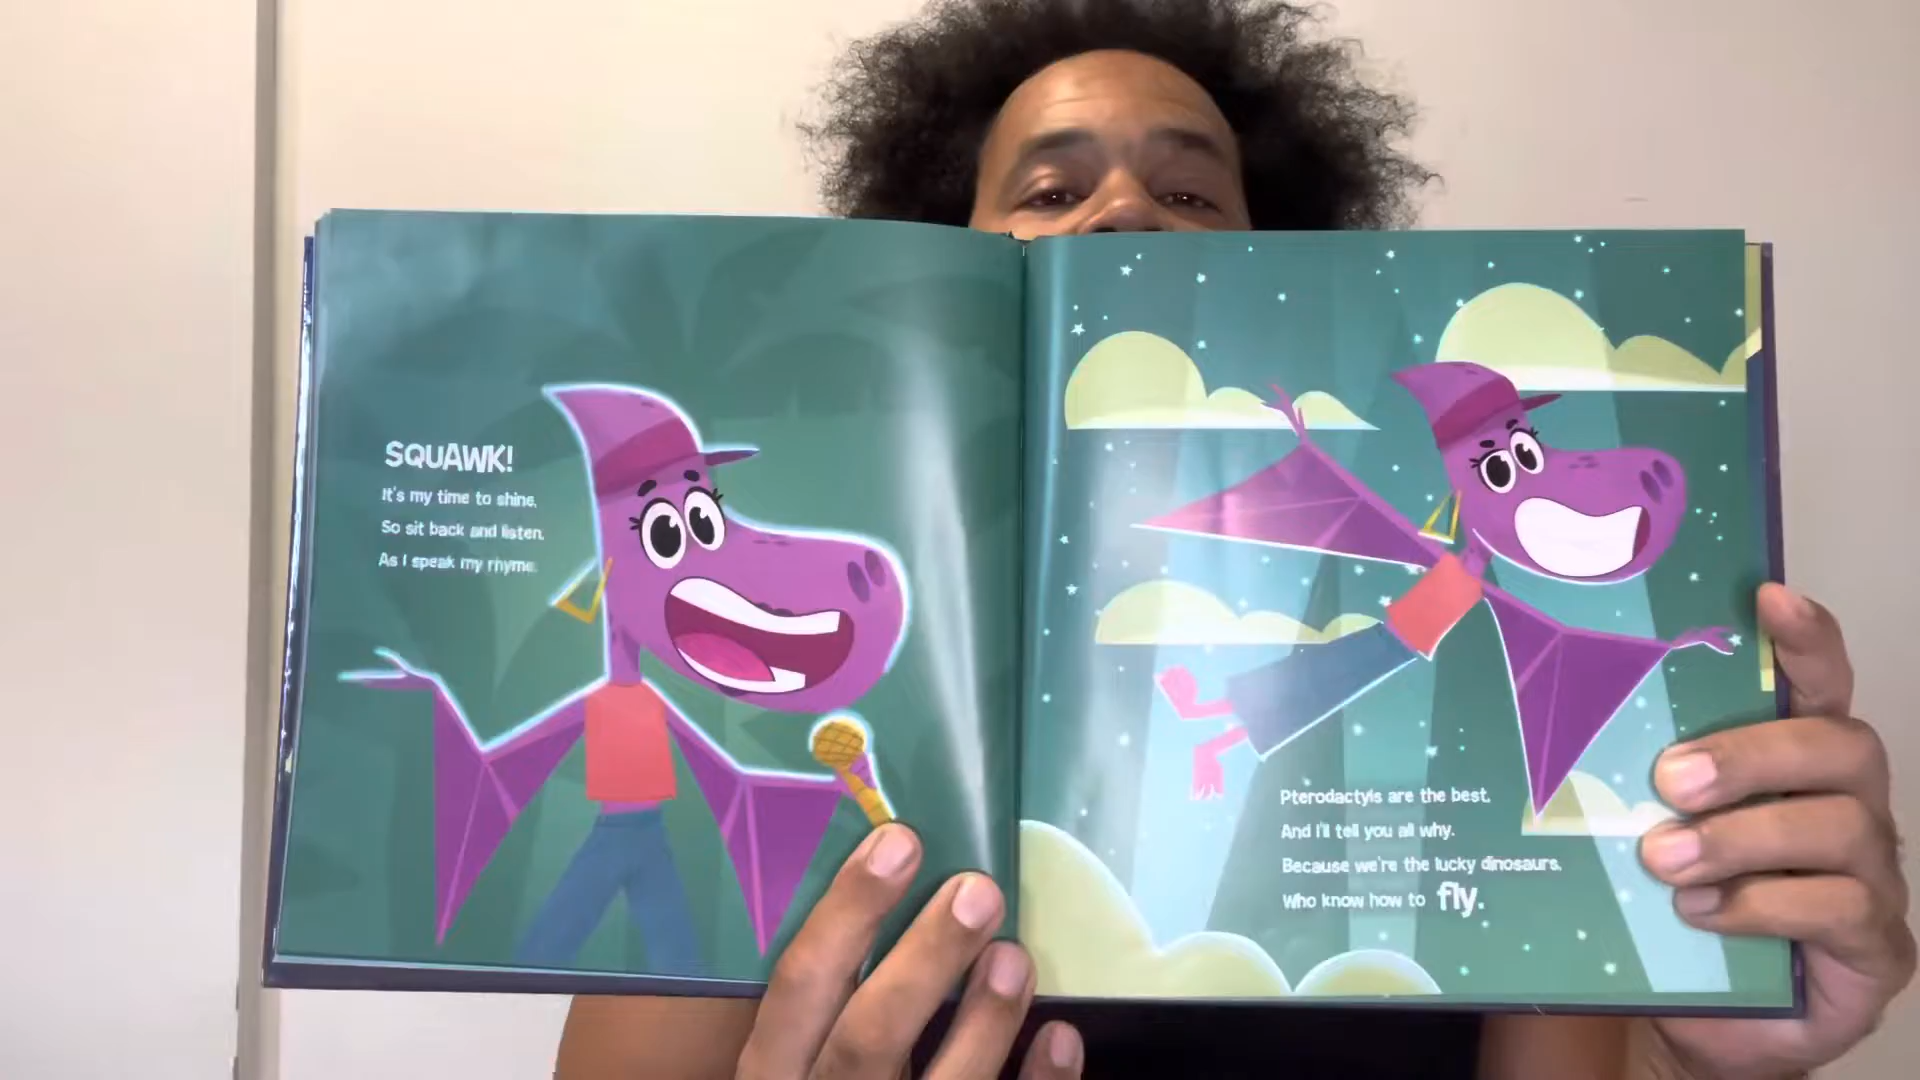 SQUAWK!
It's my time to shine,
So sit back and listen,
As I speak my rhyme.
Pterodactyls are the best,
And I'll tell you all why.
Because we're the lucky dinosaurs,
Who know how to fly.